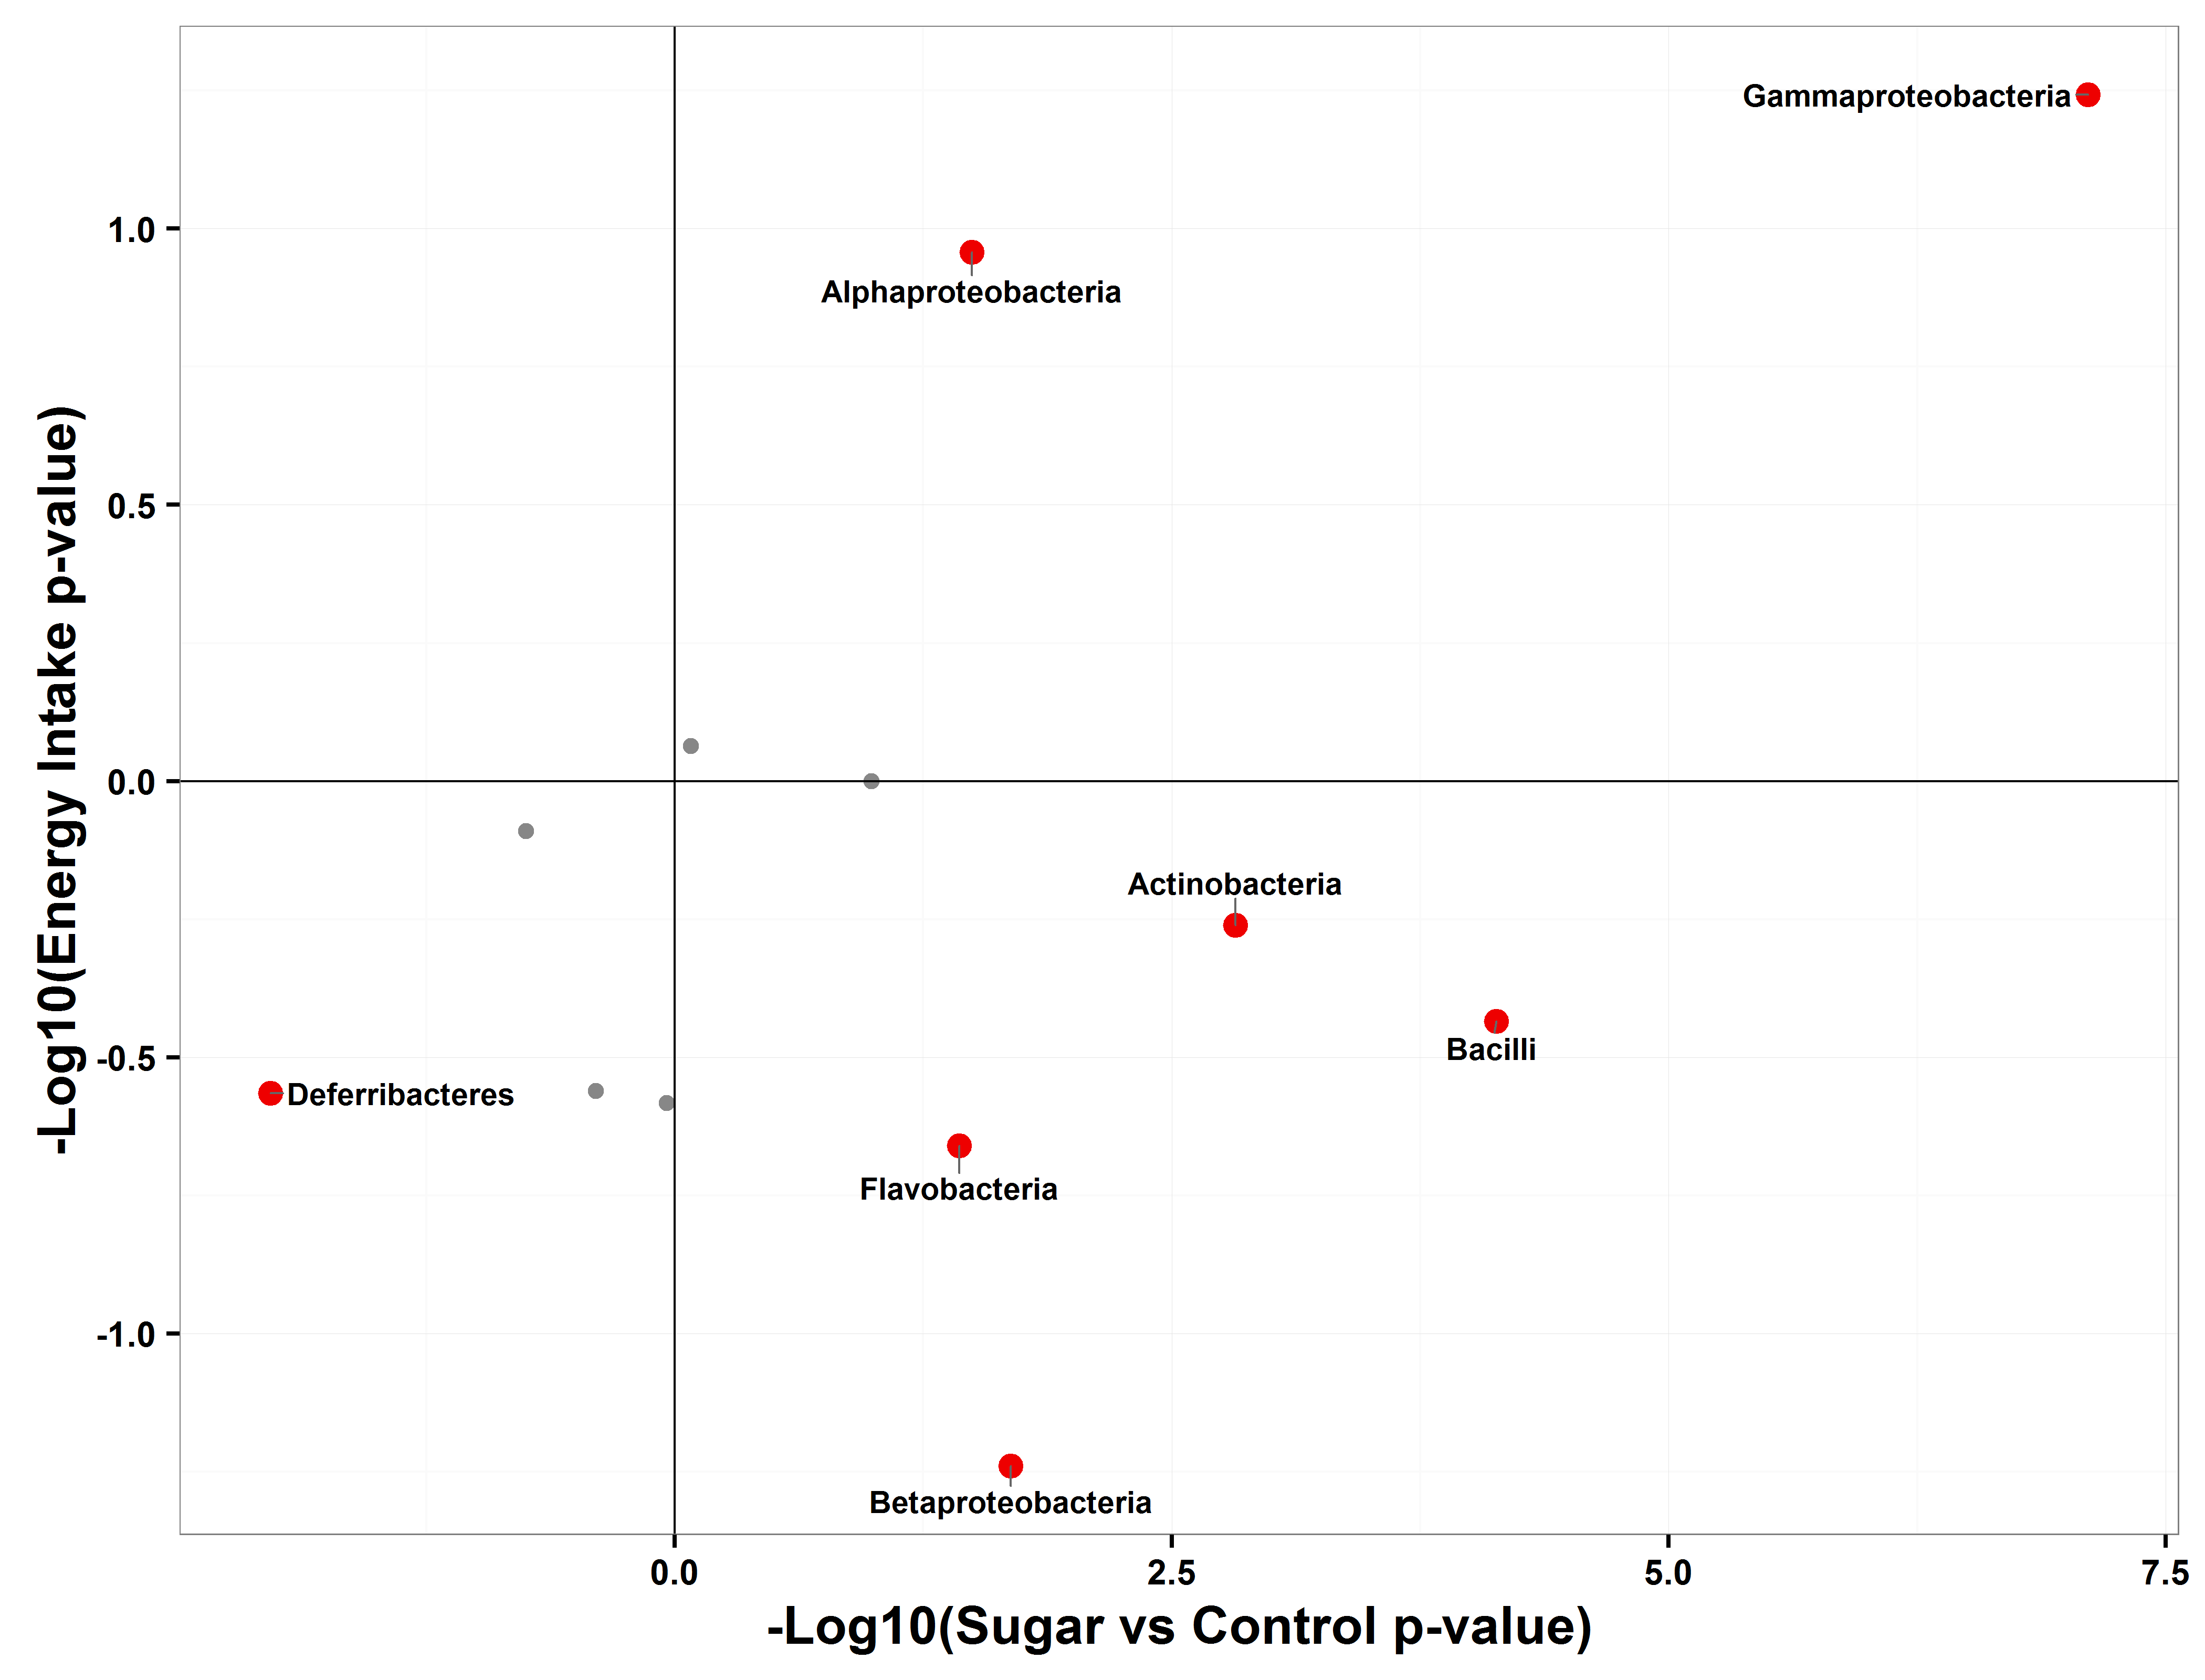 Gammaproteobacteria
1.0
Alphaproteobacteria
0.5
-Log10(Energy Intake p-value)
0.0
Actinobacteria
Bacilli
-0.5
Deferribacteres
Flavobacteria
-1.0
Betaproteobacteria
0.0 2.5 5.0 7.5
-Log10(Sugar vs Control p-value)